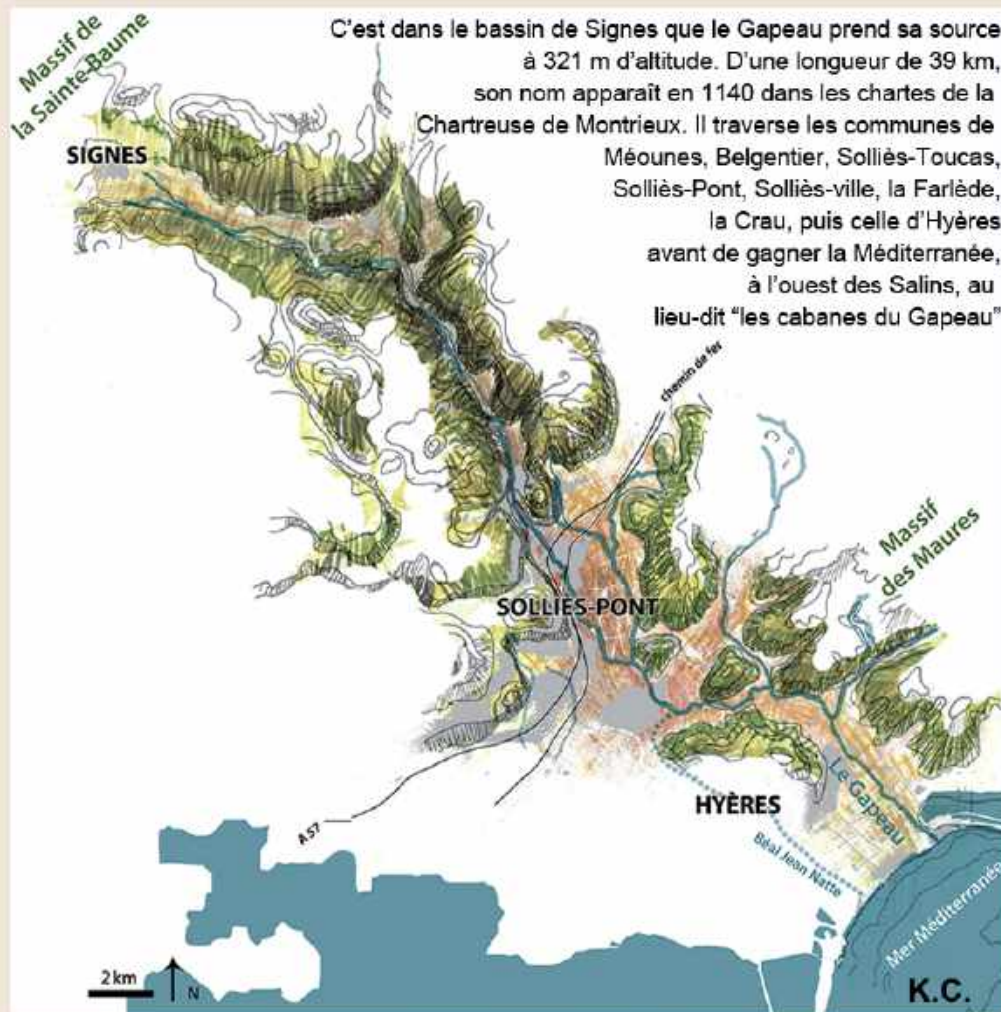 C'est dans le bassin de Signes que le Gapeau prend sa source
à 321 m d'altitude. D'une longueur de 39 km,
son nom apparaît en 1140 dans les chartes de la
Chartreuse de Montrieux. Il traverse les communes de
Méounes, Belgentier, Solliès-Toucas,
Solliès-Pont, Solliès-ville, la Farlède,
la Crau, puis celle d'Hyères
avant de gagner la Méditerranée,
à l'ouest des Salins, au
lieu-dit "les cabanes du Gapeau"
Massif de
la Sainte-Baume
SIGNES
chemin de fer
Massif
des Maures
SOLLIES-PONT
HYÈRES
Le Gapeau
Béal Jean Natte
A57
Mer Méditerranée
2 km
N
K.C.